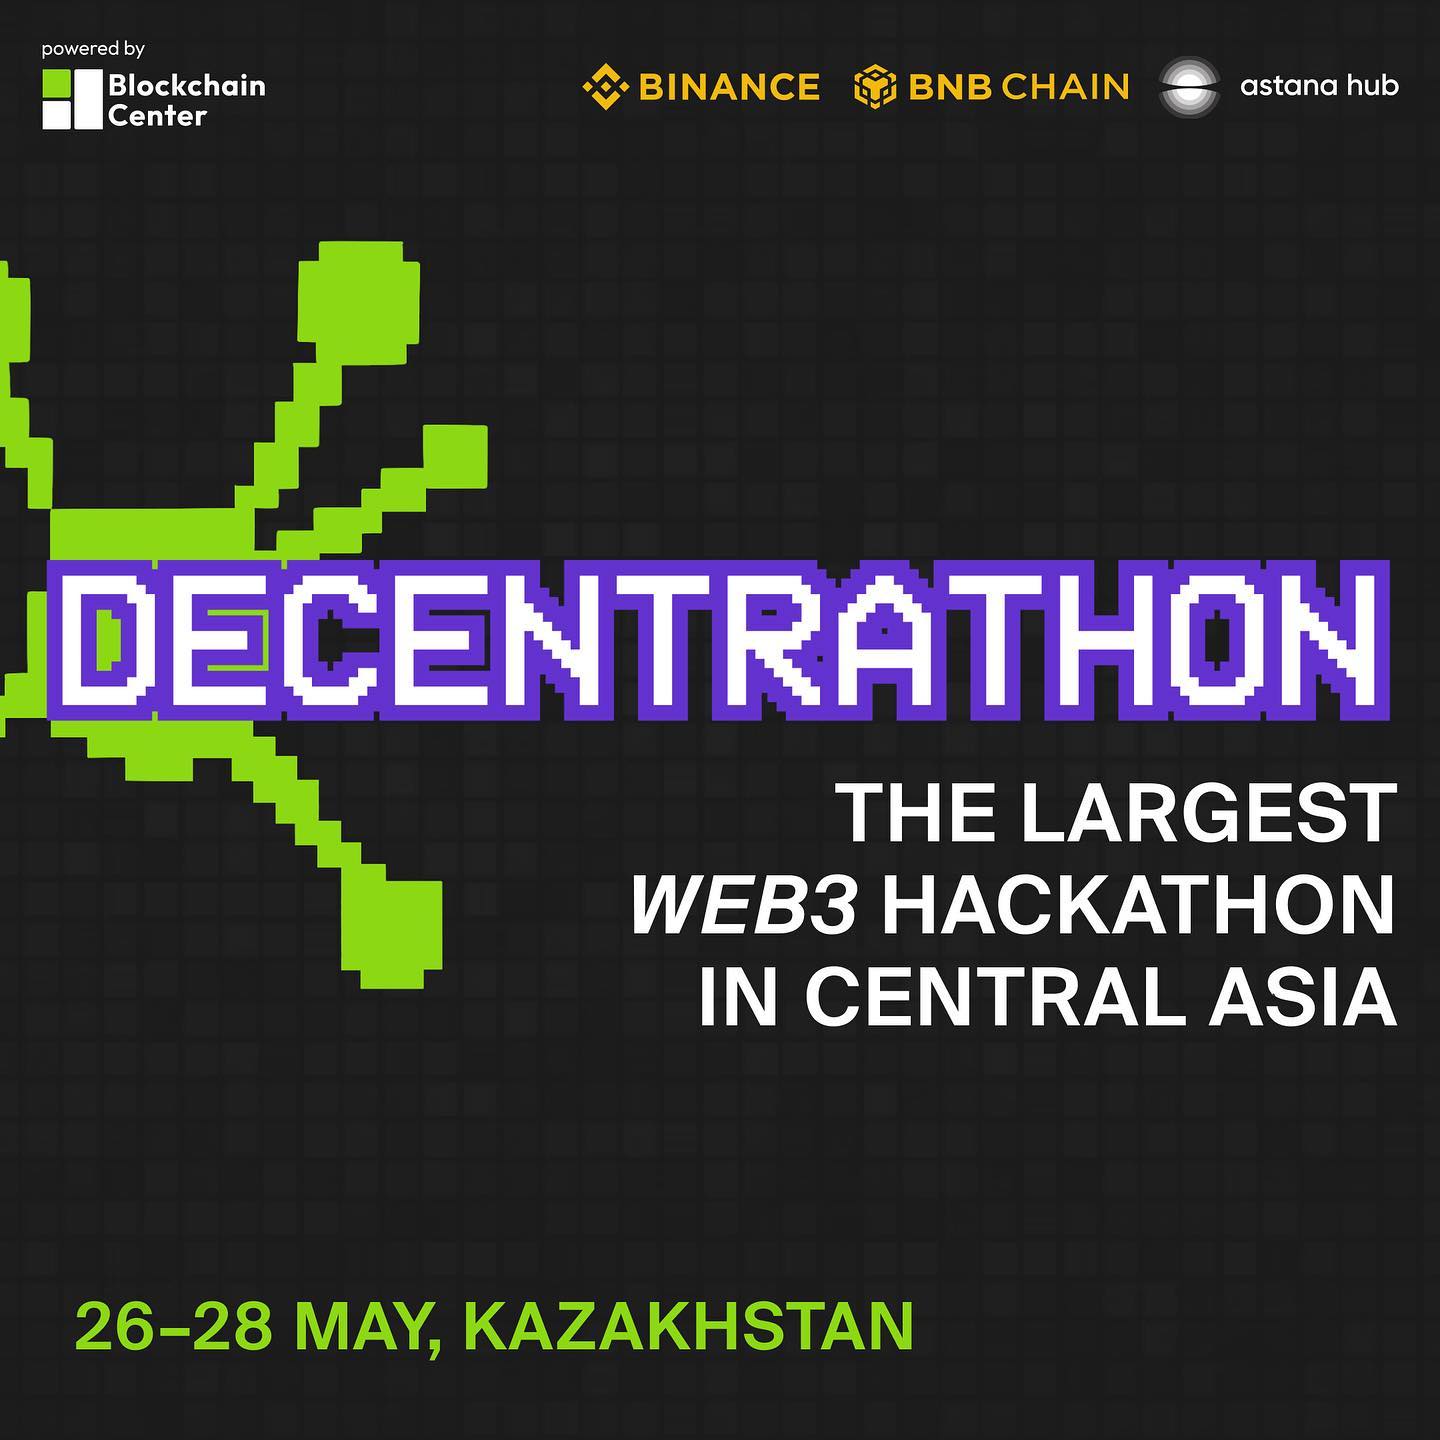 powered by
Blockchain
Center
BINANCE
BNB CHAIN
astana hub
DECENTRATHON
THE LARGEST
WEB3 HACKATHON
IN CENTRAL ASIA
26–28 MAY, KAZAKHSTAN